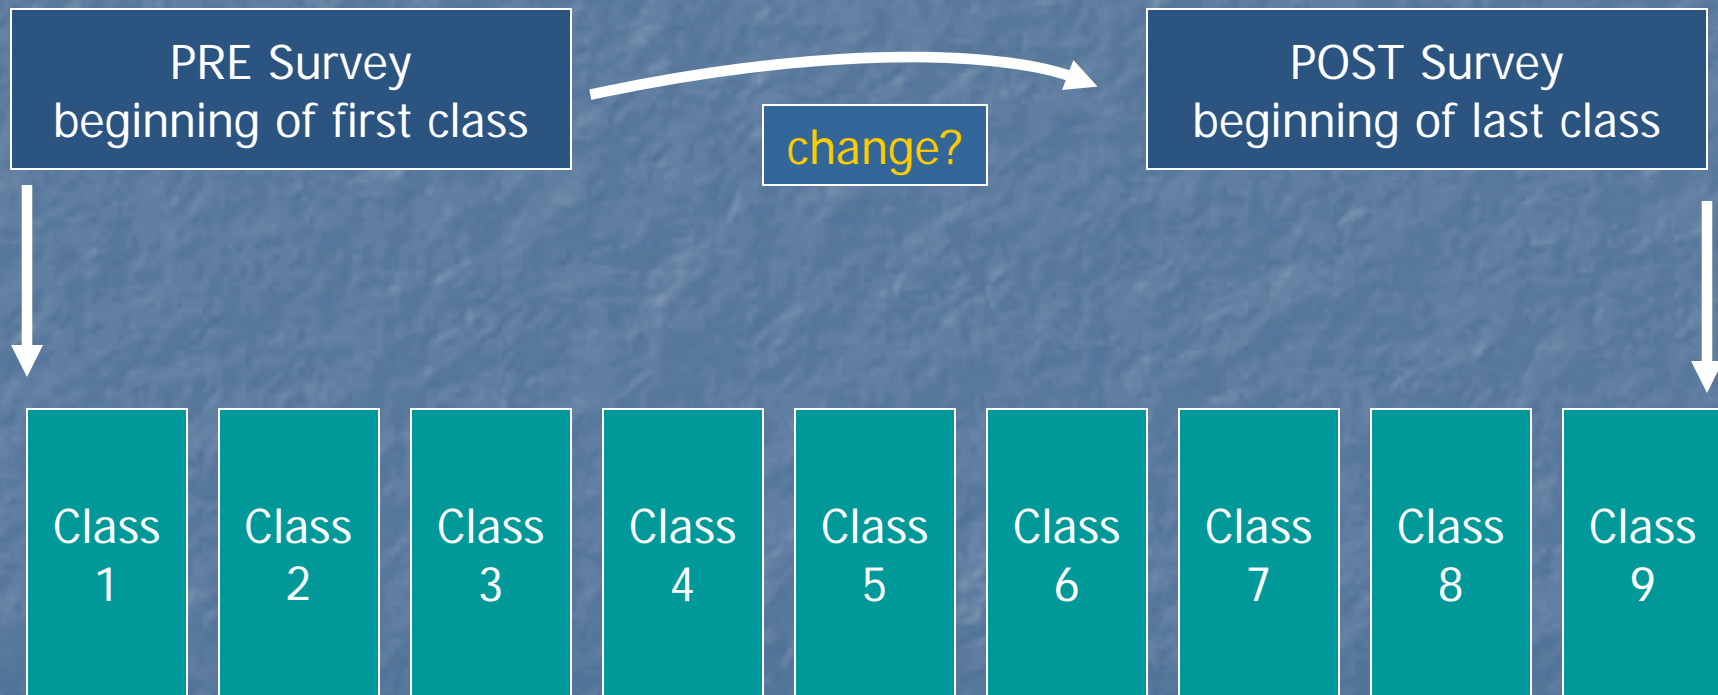 PRE Survey
beginning of first class
change?
POST Survey
beginning of last class
Class
1
Class
2
Class
3
Class
4
Class
5
Class
6
Class
7
Class
8
Class
9